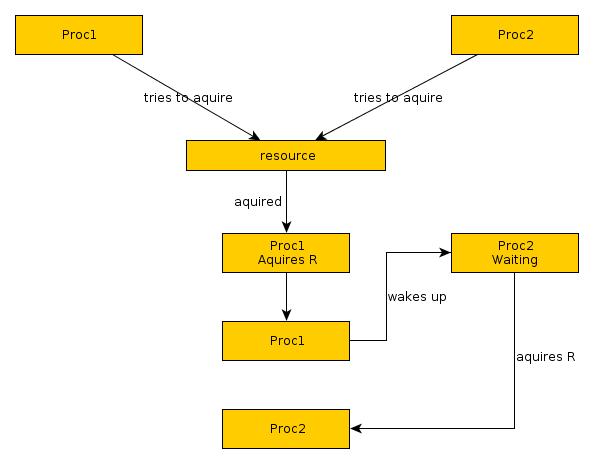 Proc1
Proc2
tries to aquire
tries to aquire
resource
aquired
Proc1
Aquires R
Proc2
Waiting
wakes up
Proc1
aquires R
Proc2